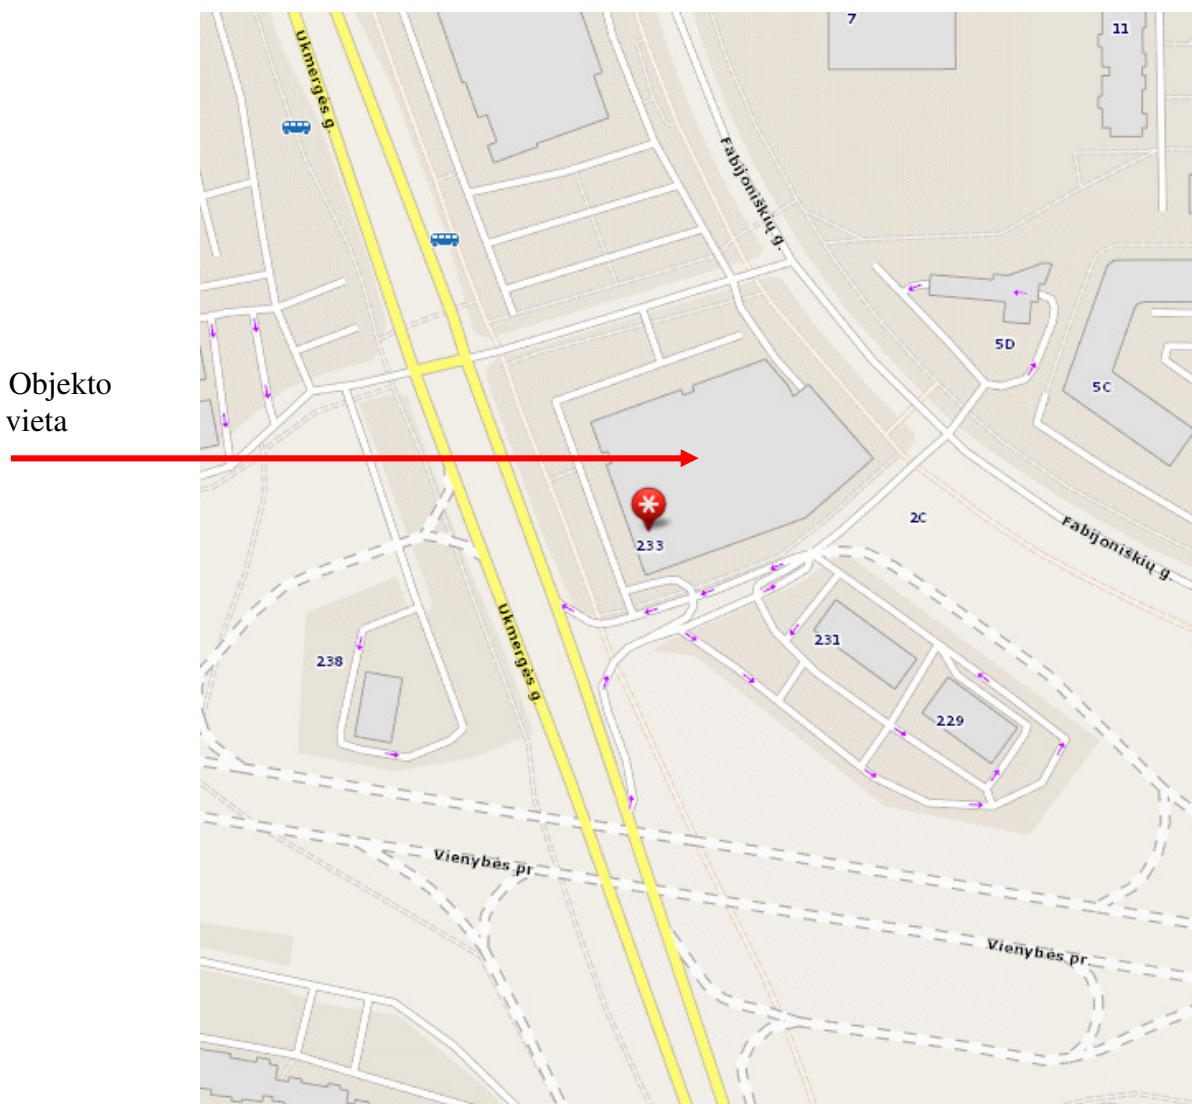 7
11
Ukmergės g.
Fabijoniškių g.
5D
Objekto
vieta
5C
2C
233
Fabijoniškių g.
231
238
Ukmergės g.
229
Vienybės pr
Vienybės pr.